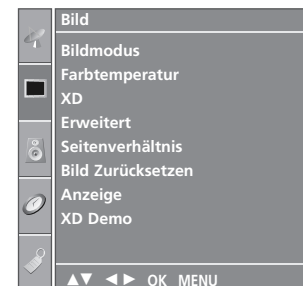 Bild
Bildmodus
Farbtemperatur
XD
Erweitert
Seitenverhältnis
Bild Zurücksetzen
Anzeige
XD Demo
▲▼ ◄► OK MENU